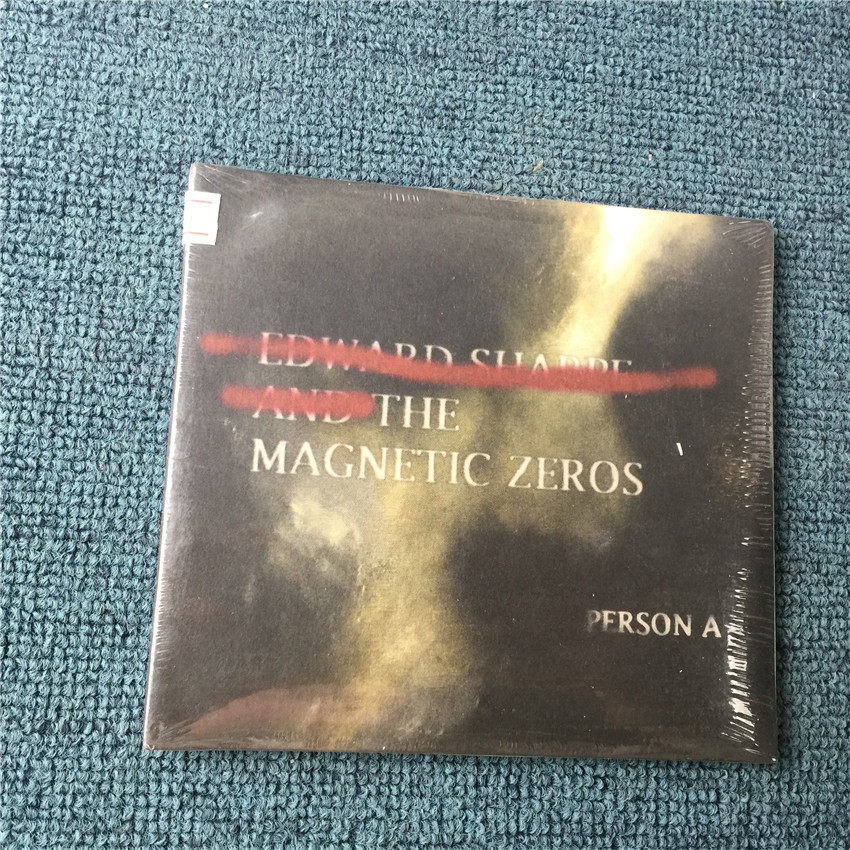 EDWARD SHARPE
AND THE
MAGNETIC ZEROS
PERSON A